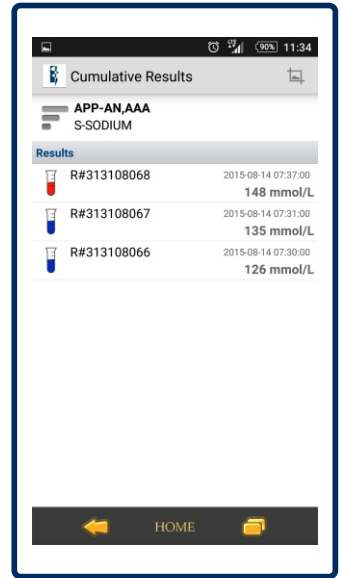 90% 11:34
Cumulative Results
APP-AN,AAA
S-SODIUM
Results
R#313108068 2015-08-14 07:37:00
148 mmol/L
R#313108067 2015-08-14 07:31:00
135 mmol/L
R#313108066 2015-08-14 07:30:00
126 mmol/L
HOME